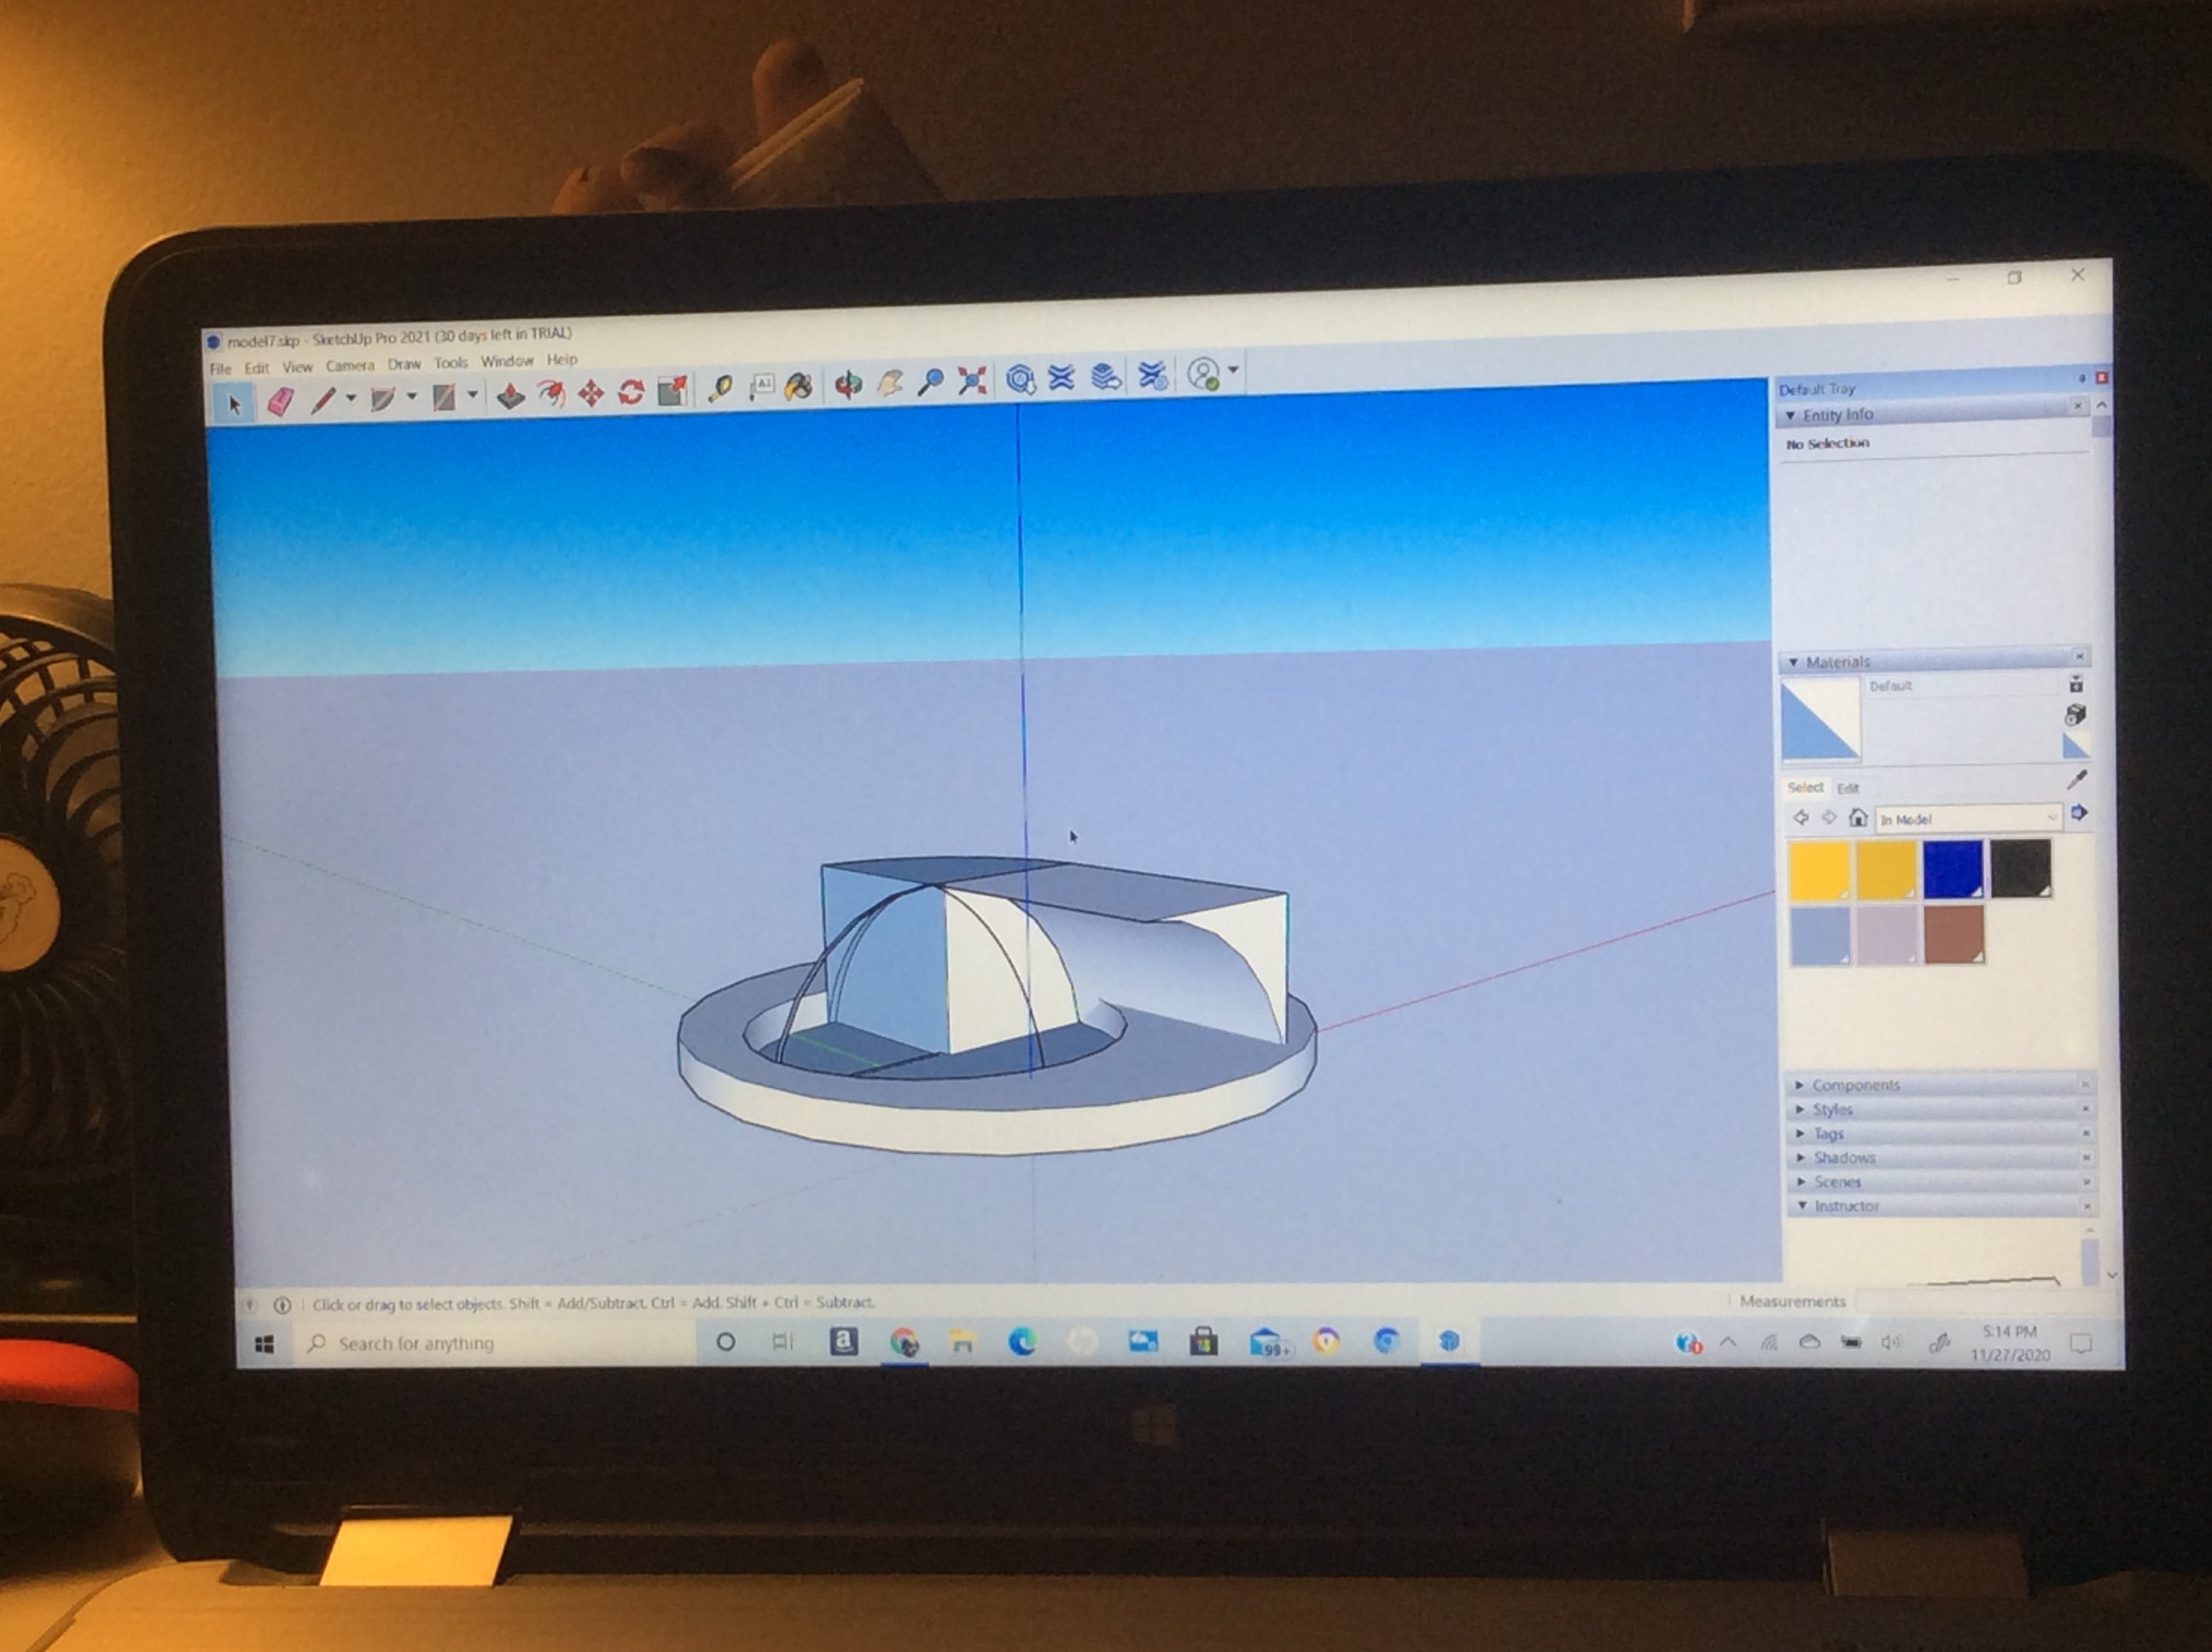 model7.skp - SketchUp Pro 2021 (30 days left in TRIAL)
File Edit View Camera Draw Tools Window Help
A1
Default Tray
Entity Info
No Selection
Materials
Default
Select Edit
In Model
Components
Styles
Tags
Shadows
Scenes
Instructor
Click or drag to select objects. Shift = Add/Subtract. Ctrl = Add. Shift + Ctrl = Subtract.
Measurements
Search for anything
a
99+
5:14 PM
11/27/2020